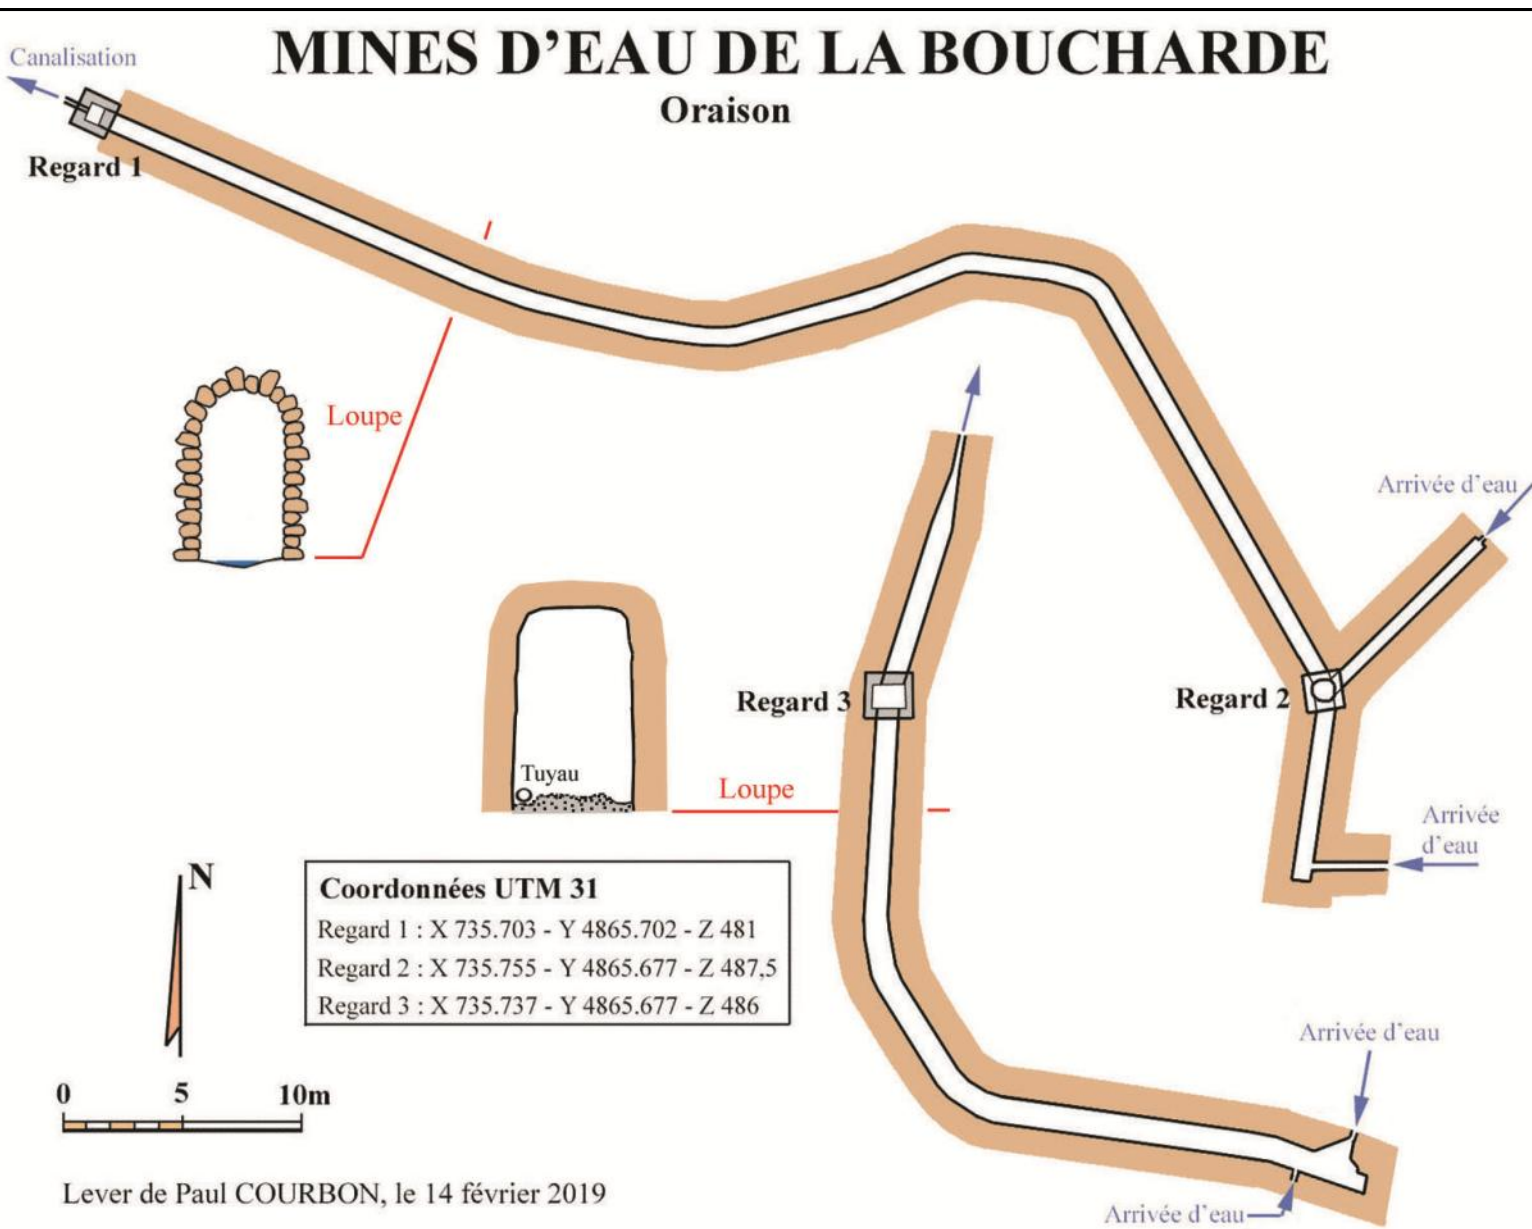 MINES D'EAU DE LA BOUCHARDE
Oraison
Canalisation
Regard 1
Loupe
Arrivée d'eau
Regard 3
Regard 2
Tuyau
Loupe
Arrivée
d'eau
N
Coordonnées UTM 31
Regard 1 : X 735.703 - Y 4865.702 - Z 481
Regard 2 : X 735.755 - Y 4865.677 - Z 487,5
Regard 3 : X 735.737 - Y 4865.677 - Z 486
Arrivée d'eau
0 5 10m
Lever de Paul COURBON, le 14 février 2019
Arrivée d'eau